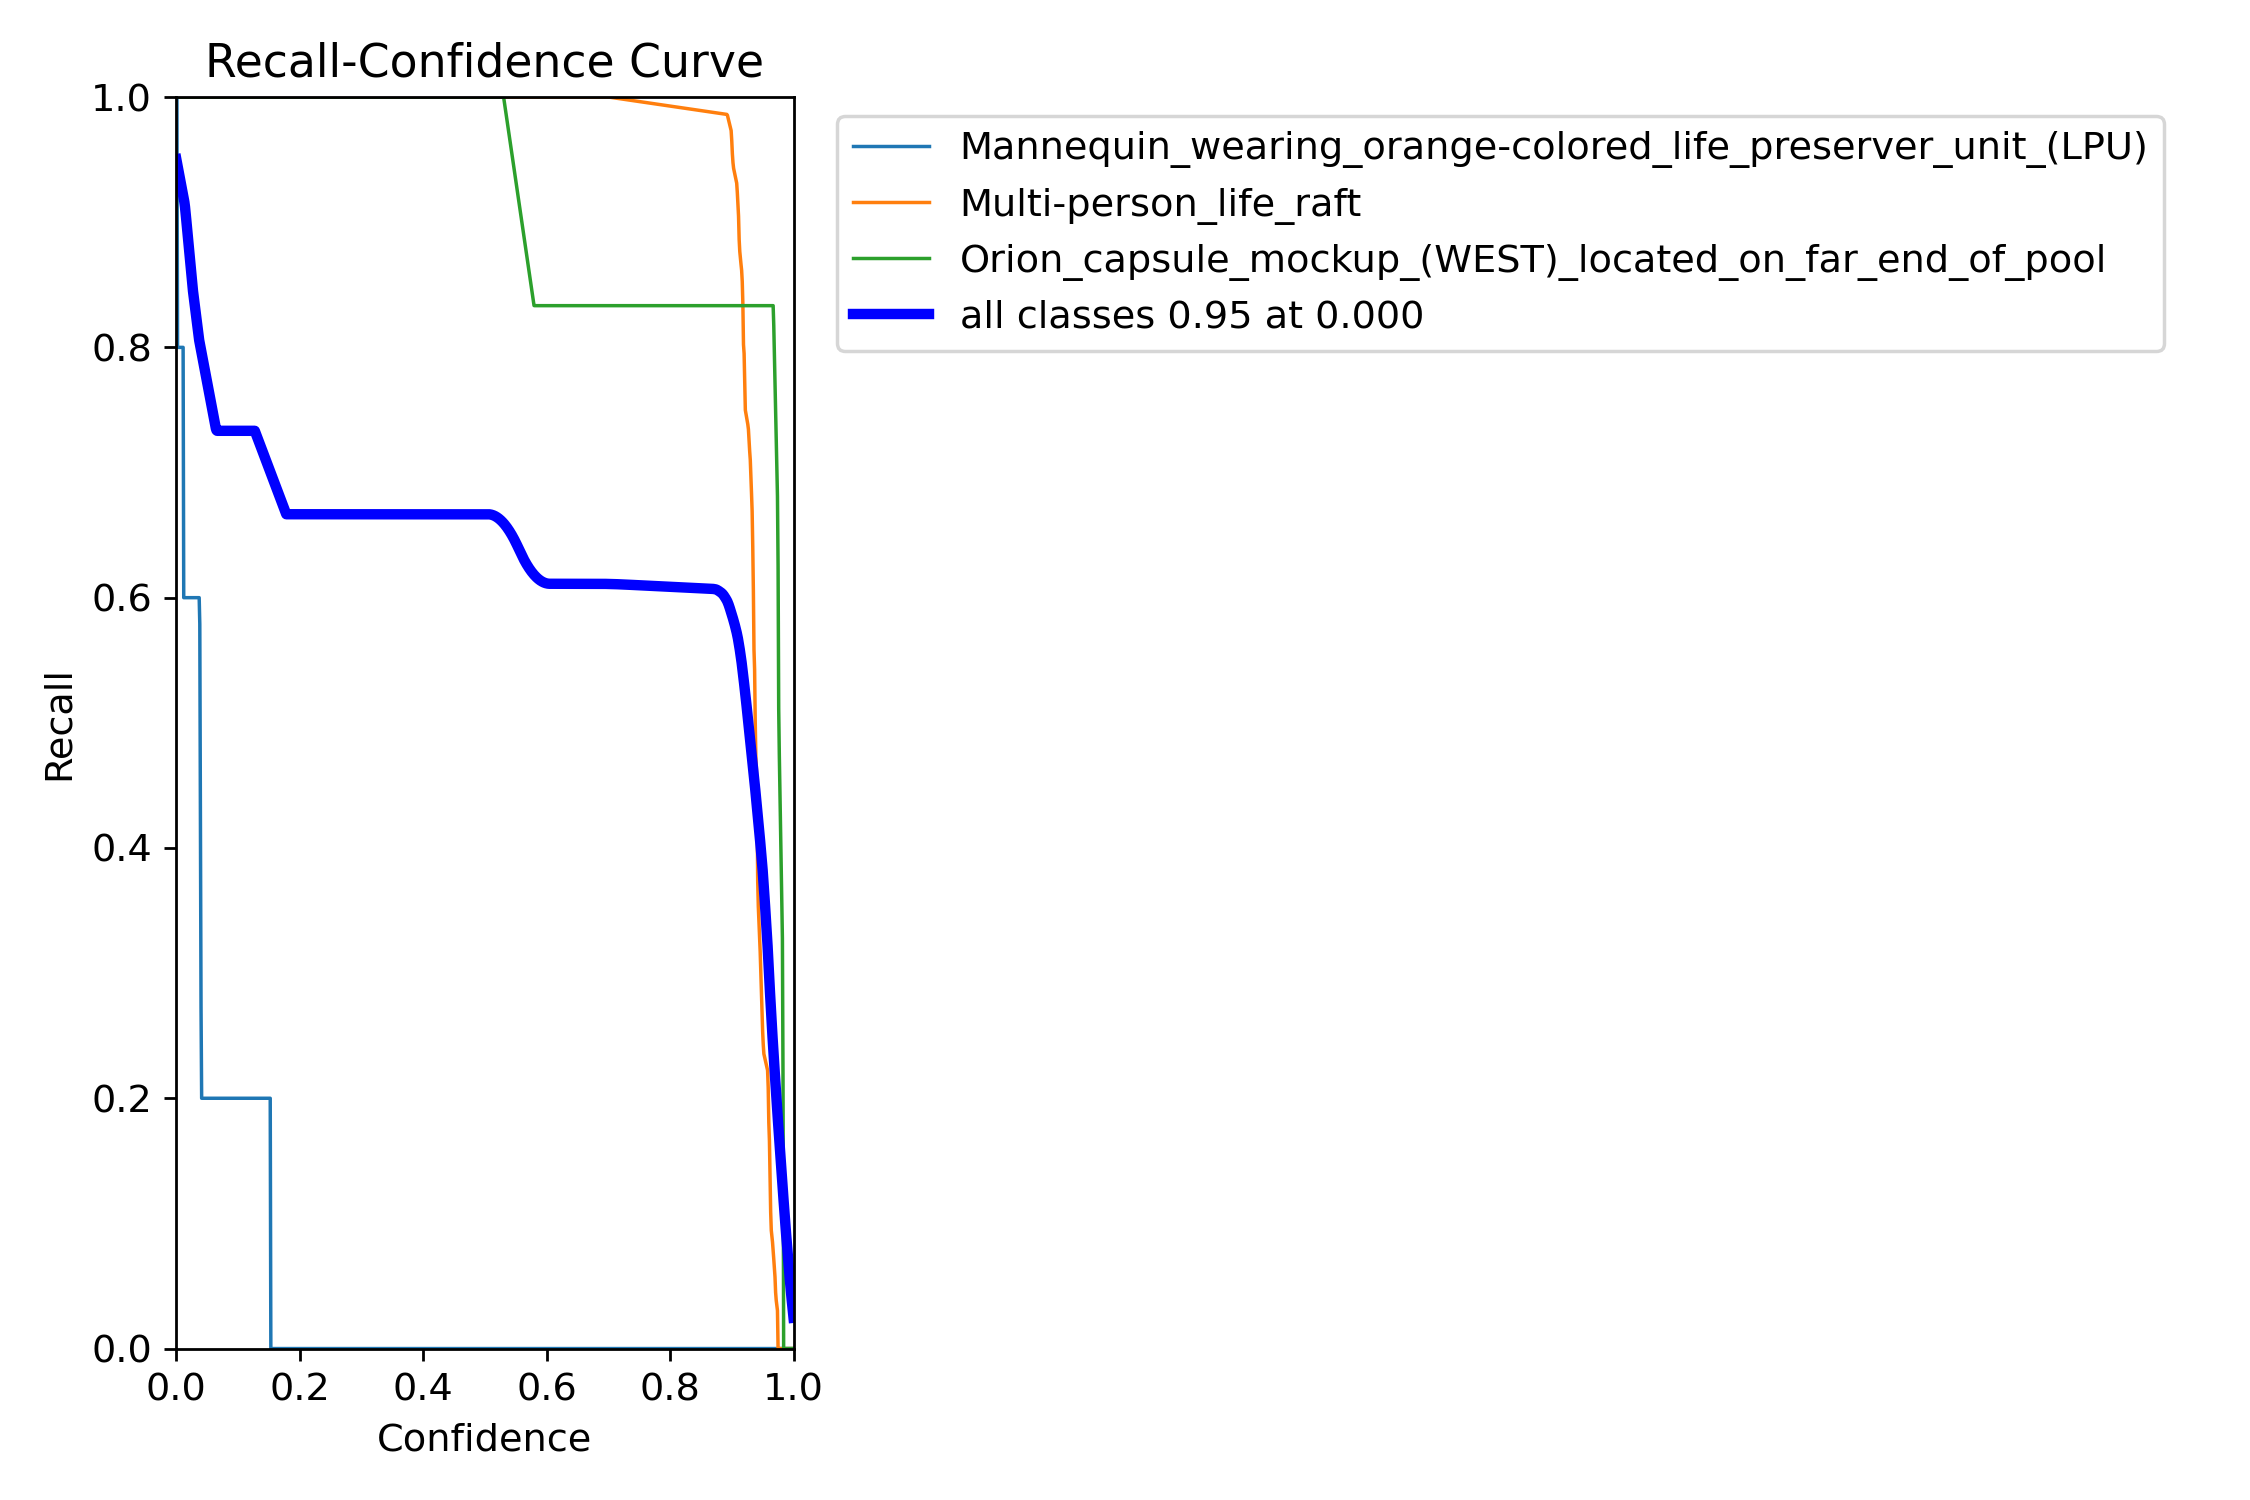 Recall-Confidence Curve
1.0
0.8
0.6
0.4
0.2
0.0
Recall
0.0 0.2 0.4 0.6 0.8 1.0
Confidence
Mannequin_wearing_orange-colored_life_preserver_unit_(LPU)
Multi-person_life_raft
Orion_capsule_mockup_(WEST)_located_on_far_end_of_pool
all classes 0.95 at 0.000